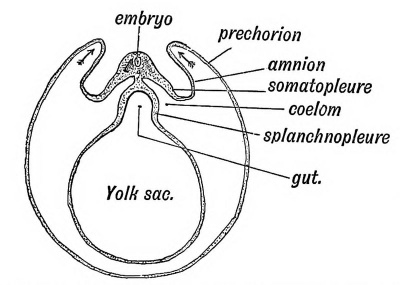 embryo
prechorion
amnion
somatopleure
coelom
splanchnopleure
gut.
Yolk sac.